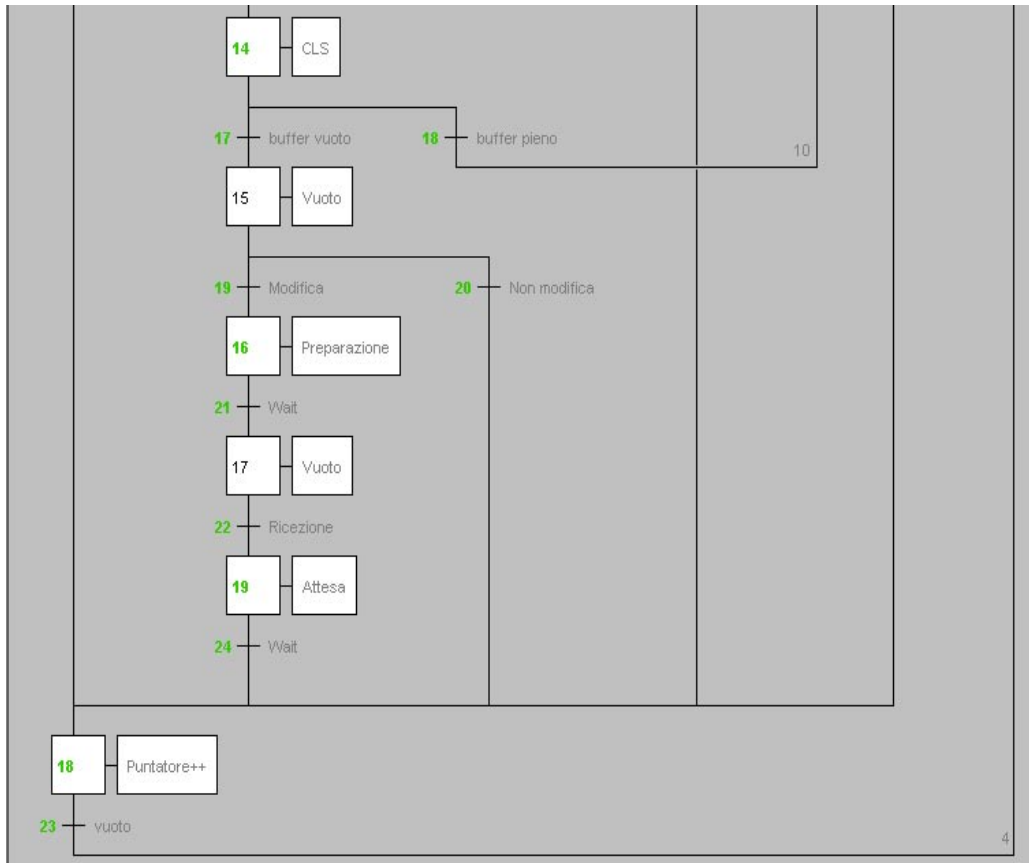 14 CLS
17 buffer vuoto 18 buffer pieno
10
15 Vuoto
19 Modifica 20 Non modifica
16 Preparazione
21 Wait
17 Vuoto
22 Ricezione
19 Attesa
24 Wait
18 Puntatore++
23 vuoto
4